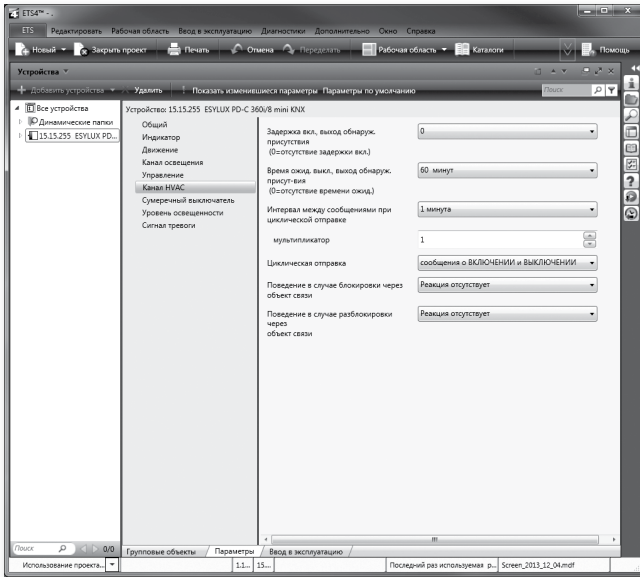 ETS4™ - .
ETS Редактировать Рабочая область Ввод в эксплуатацию Диагностики Дополнительно Окно Справка
Новый Закрыть проект Печать Отмена Переделать Рабочая область Каталоги Помощь
Устройства
Добавить устройства Удалить Показать изменившиеся параметры Параметры по умолчанию Поиск
Все устройства
Динамические папки
15.15.255 ESYLUX PD...
Устройство: 15.15.255 ESYLUX PD-C 360i/8 mini KNX
Общий
Индикатор
Движение
Канал освещения
Управление
Канал HVAC
Сумеречный выключатель
Уровень освещенности
Сигнал тревоги
Задержка вкл., выход обнаруж. 0
присутствия
(0=отсутствие задержки вкл.)
Время ожид. выкл., выход обнаруж. 60 минут
присут-вия
(0=отсутствие времени ожид.)
Интервал между сообщениями при 1 минута
циклической отправке
мультипликатор 1
Циклическая отправка сообщения о ВКЛЮЧЕНИИ и ВЫКЛЮЧЕНИИ
Поведение в случае блокировки через Реакция отсутствует
объект связи
Поведение в случае разблокировки Реакция отсутствует
через
объект связи
Поиск 0/0
Групповые объекты Параметры Ввод в эксплуатацию
Использование проекта... 1.1... 15.... Последний раз используемая р... Screen_2013_12_04.mdf